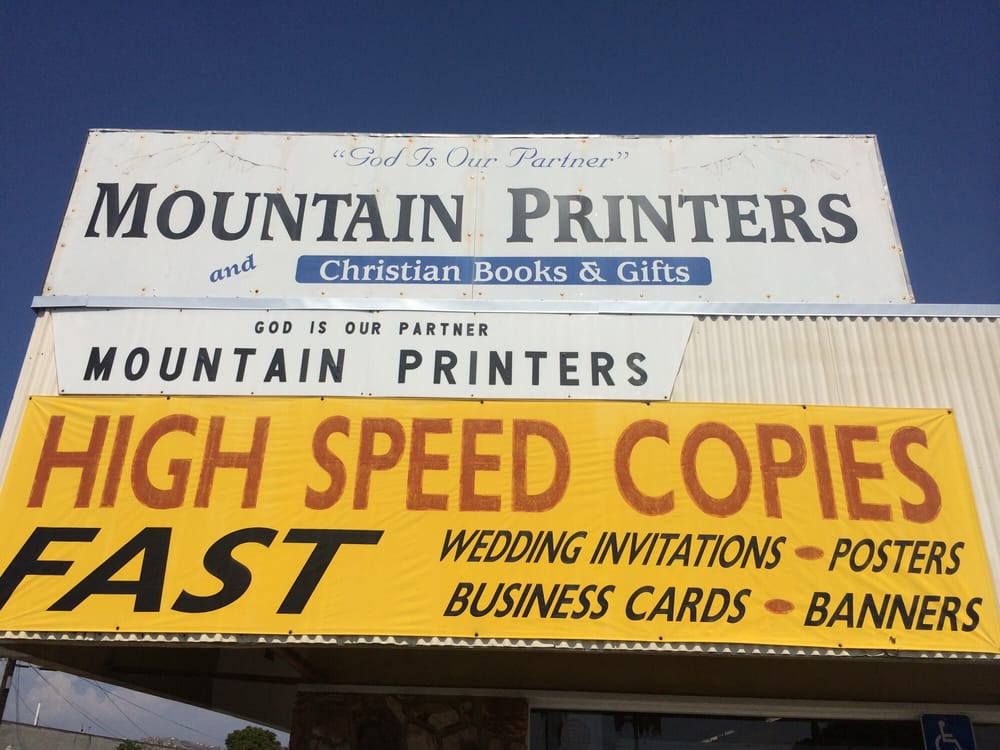 “God Is Our Partner”
MOUNTAIN PRINTERS
and Christian Books & Gifts
GOD IS OUR PARTNER
MOUNTAIN PRINTERS
HIGH SPEED COPIES
FAST
WEDDING INVITATIONS • POSTERS
BUSINESS CARDS • BANNERS